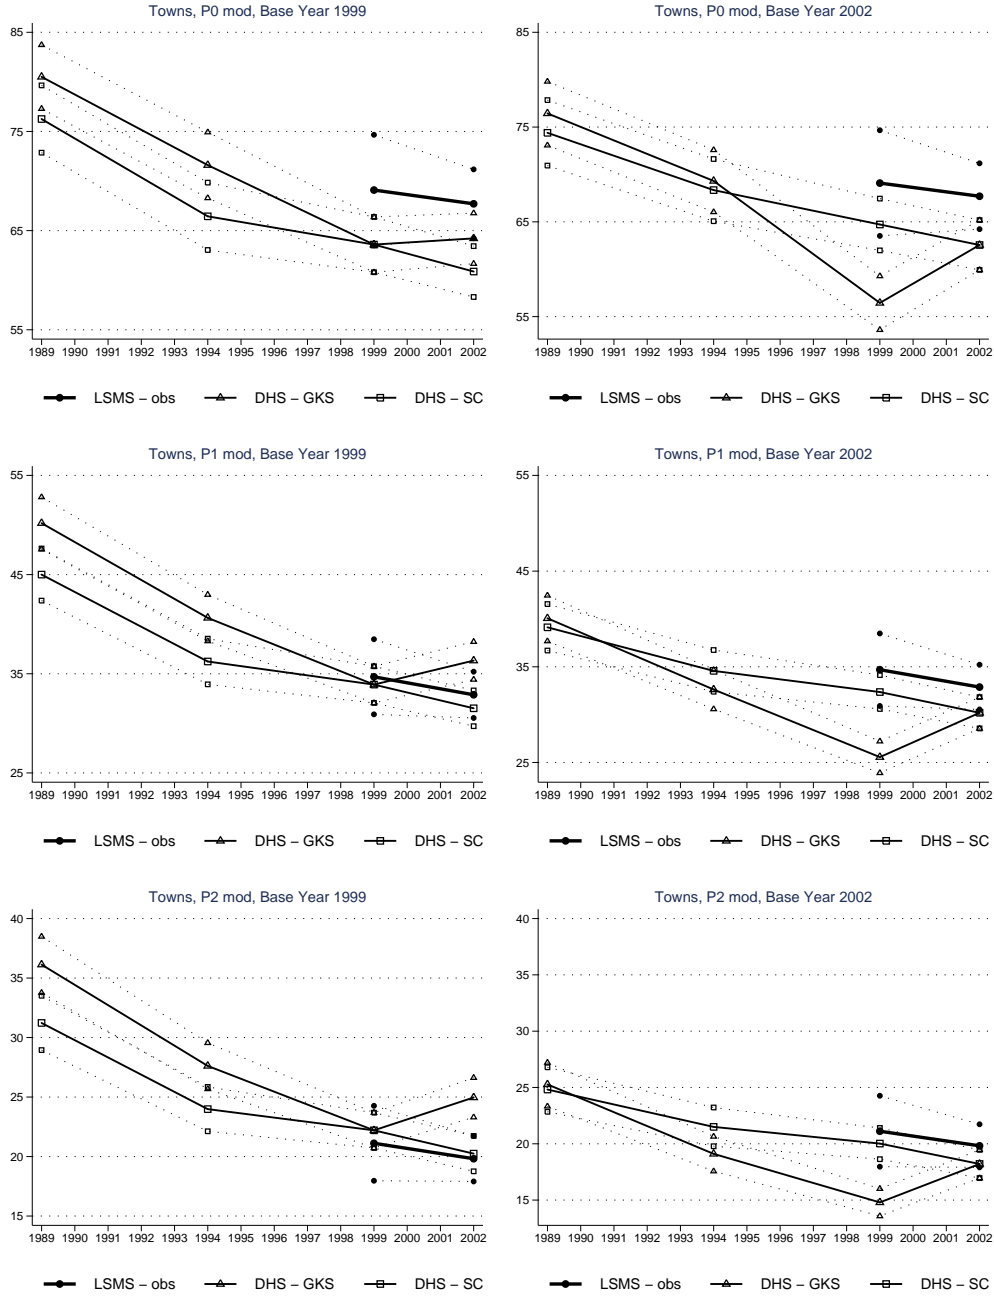 Towns, P0 mod, Base Year 1999
85
75
65
55
1989 1990 1991 1992 1993 1994 1995 1996 1997 1998 1999 2000 2001 2002
LSMS – obs DHS – GKS DHS – SC
Towns, P0 mod, Base Year 2002
85
75
65
55
1989 1990 1991 1992 1993 1994 1995 1996 1997 1998 1999 2000 2001 2002
LSMS – obs DHS – GKS DHS – SC
Towns, P1 mod, Base Year 1999
55
45
35
25
1989 1990 1991 1992 1993 1994 1995 1996 1997 1998 1999 2000 2001 2002
LSMS – obs DHS – GKS DHS – SC
Towns, P1 mod, Base Year 2002
55
45
35
25
1989 1990 1991 1992 1993 1994 1995 1996 1997 1998 1999 2000 2001 2002
LSMS – obs DHS – GKS DHS – SC
Towns, P2 mod, Base Year 1999
40
35
30
25
20
15
1989 1990 1991 1992 1993 1994 1995 1996 1997 1998 1999 2000 2001 2002
LSMS – obs DHS – GKS DHS – SC
Towns, P2 mod, Base Year 2002
40
35
30
25
20
15
1989 1990 1991 1992 1993 1994 1995 1996 1997 1998 1999 2000 2001 2002
LSMS – obs DHS – GKS DHS – SC